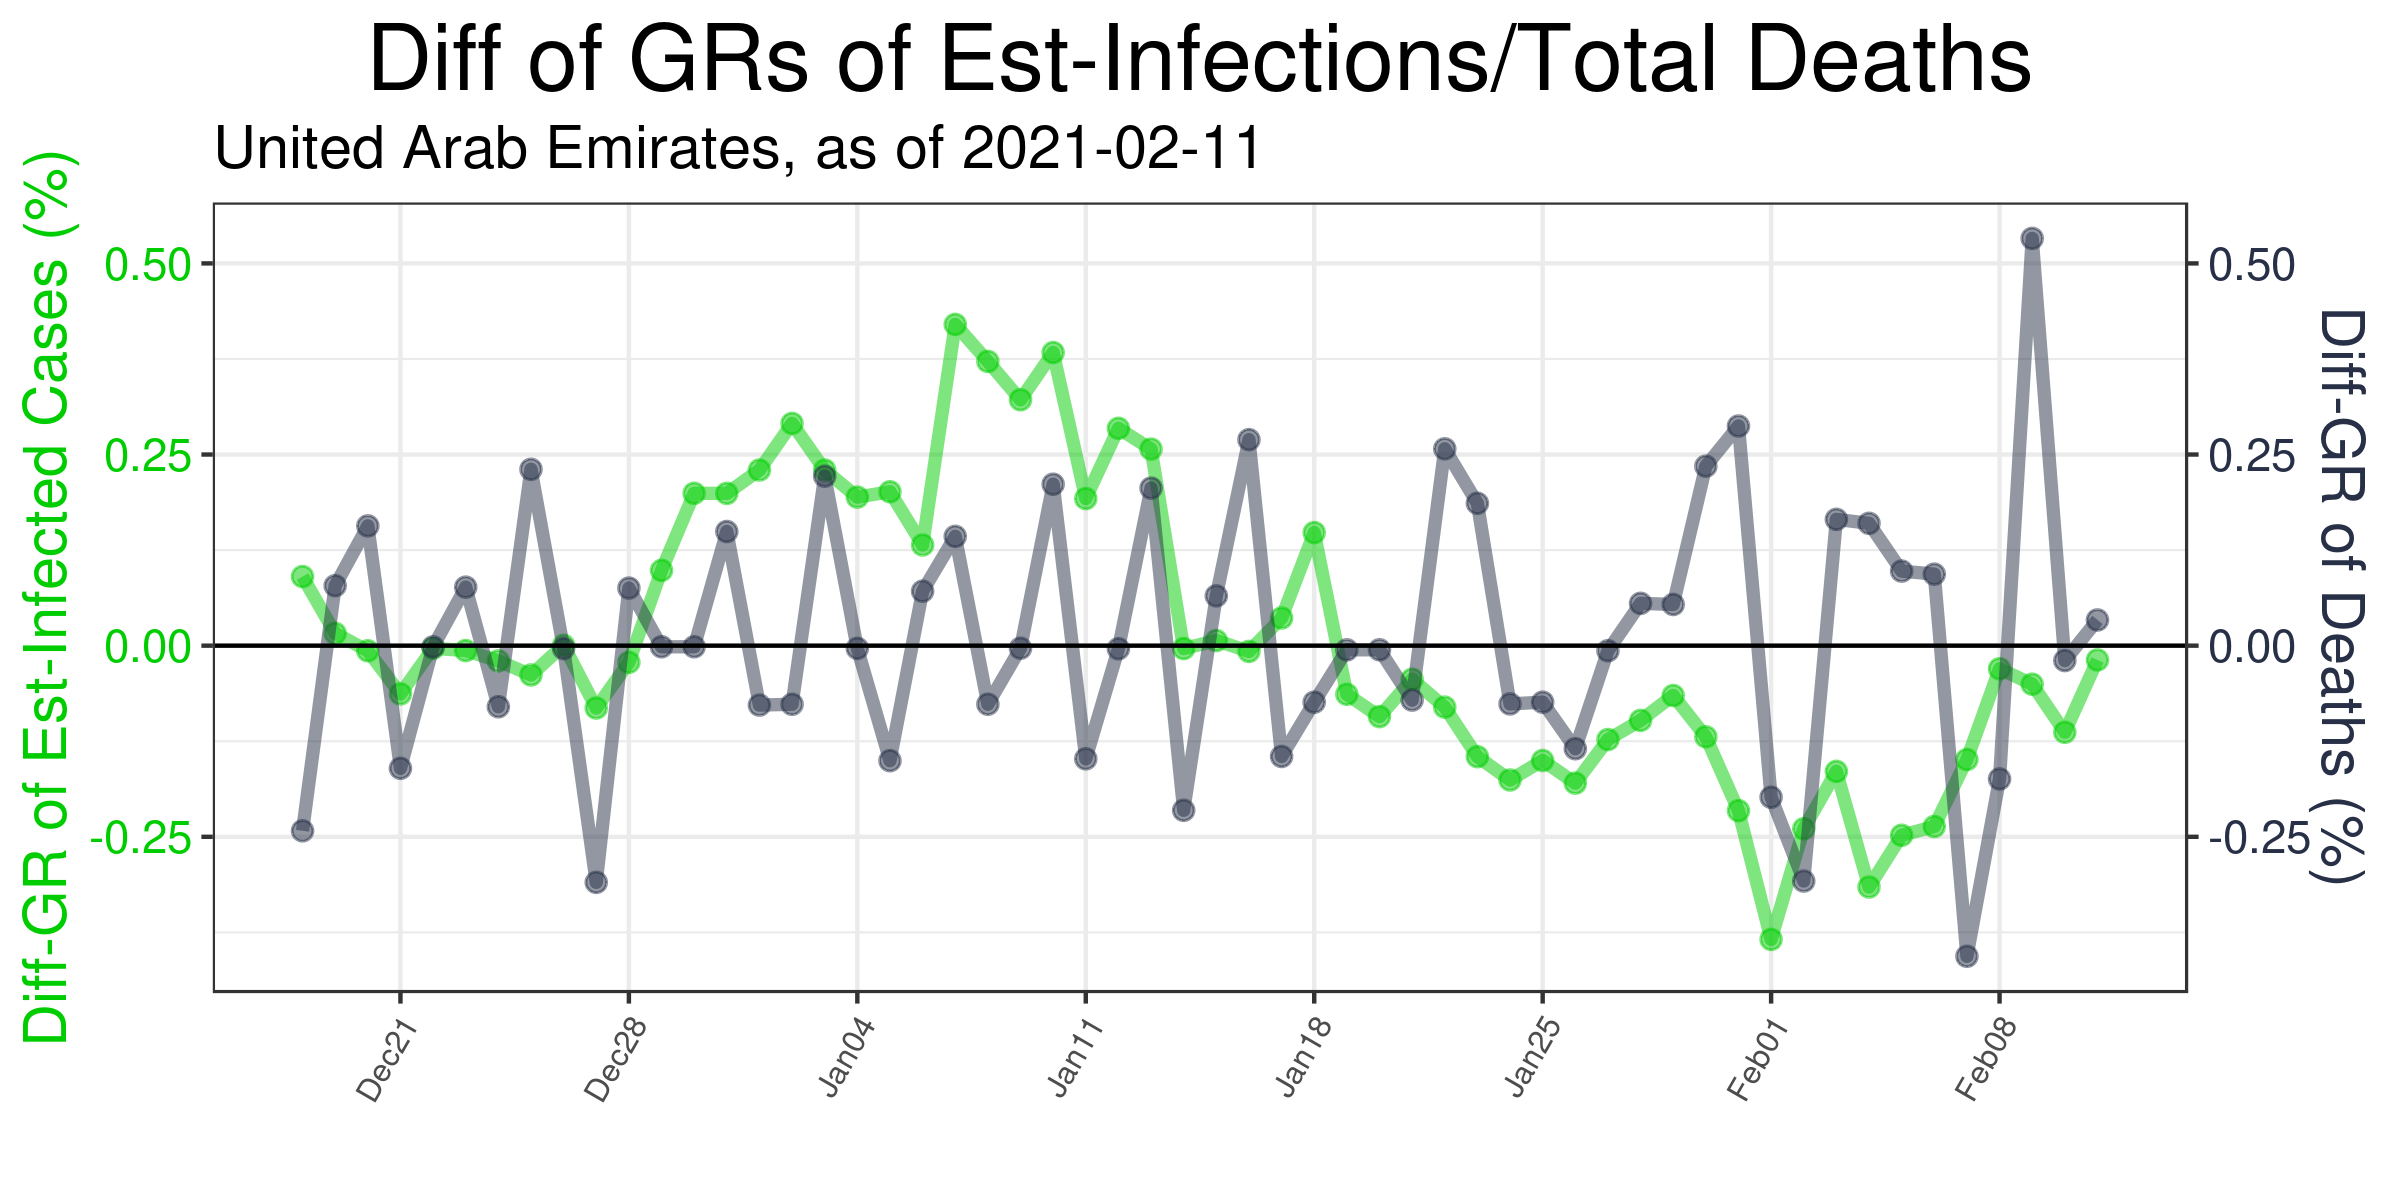 Diff of GRs of Est-Infections/Total Deaths
United Arab Emirates, as of 2021-02-11
Diff-GR of Est-Infected Cases (%)
0.50
0.25
0.00
-0.25
0.50
0.25
0.00
-0.25
Diff-GR of Deaths (%)
Dec21
Dec28
Jan04
Jan11
Jan18
Jan25
Feb01
Feb08